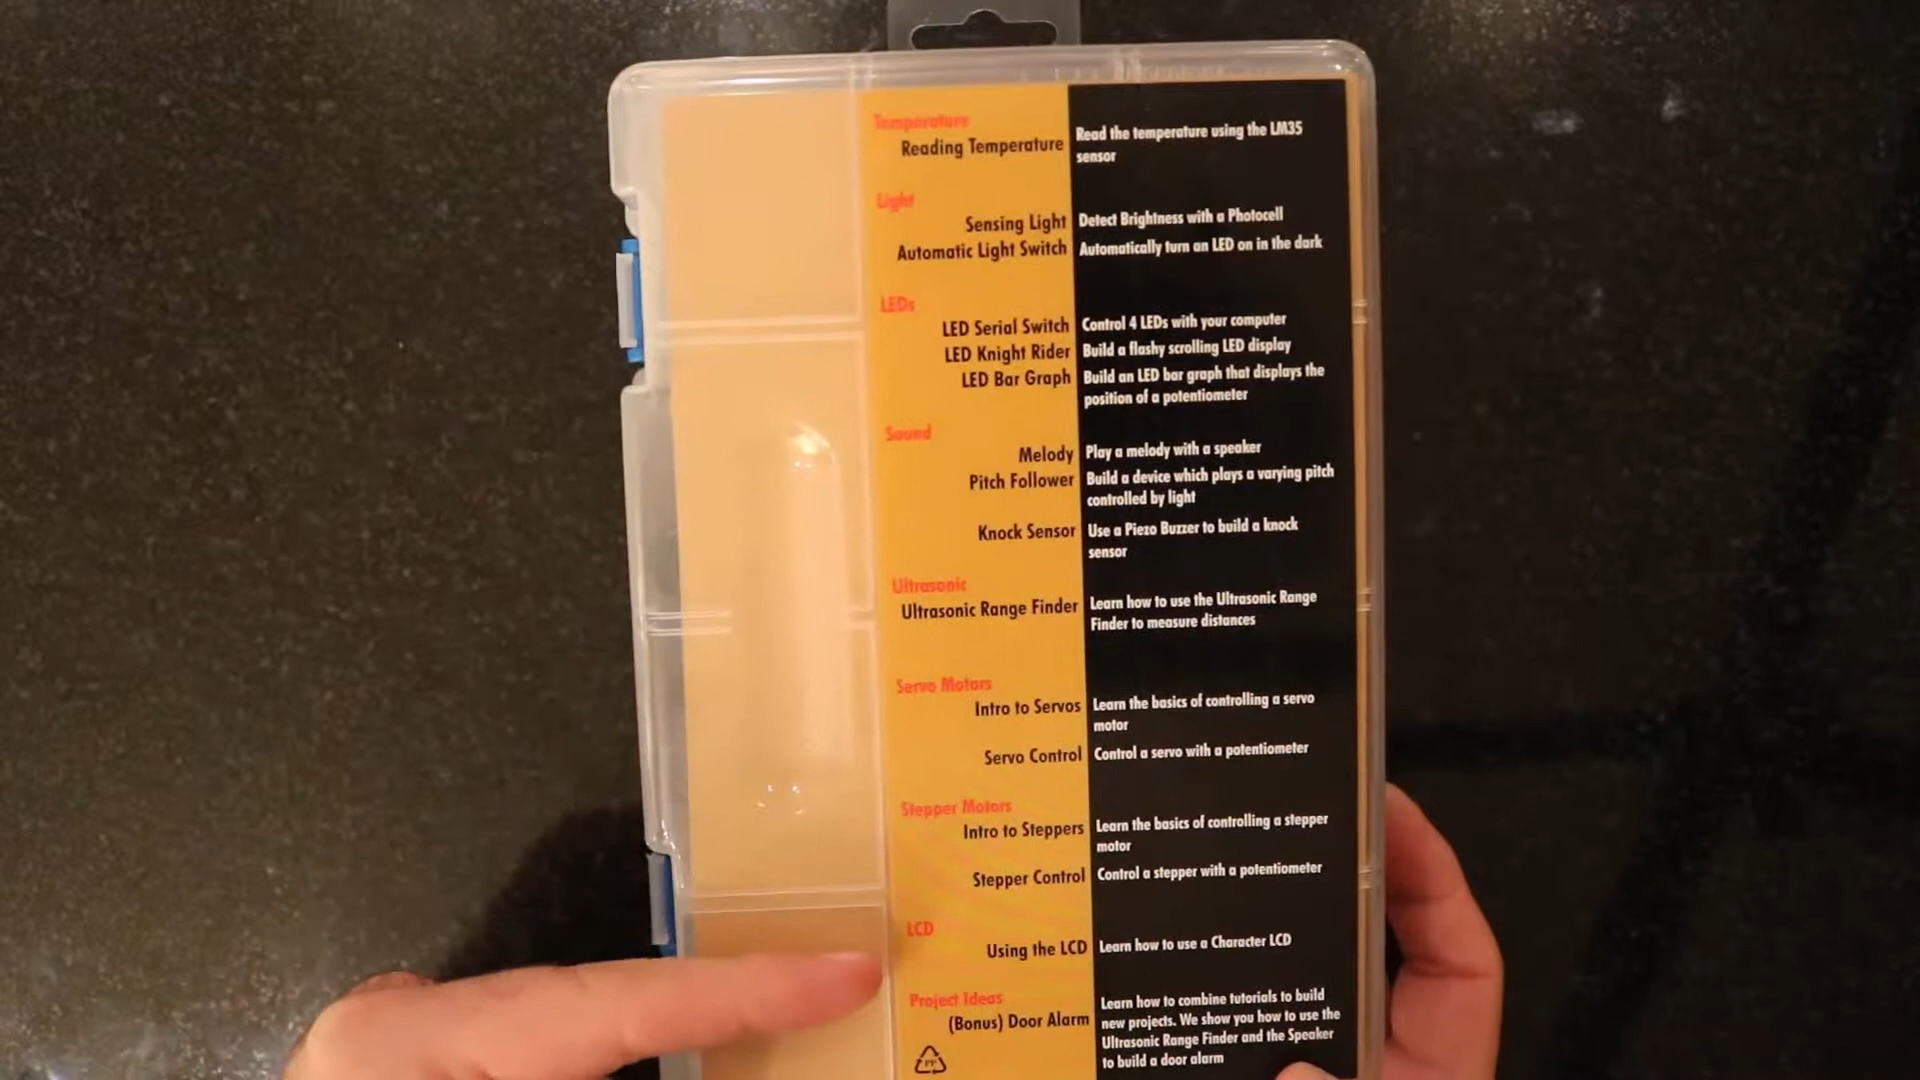 Temperature
Reading Temperature
Read the temperature using the LM35
sensor
Light
Sensing Light
Detect Brightness with a Photocell
Automatic Light Switch
Automatically turn an LED on in the dark
LEDs
LED Serial Switch
Control 4 LEDs with your computer
LED Knight Rider
Build a flashy scrolling LED display
LED Bar Graph
Build an LED bar graph that displays the
position of a potentiometer
Sound
Melody
Play a melody with a speaker
Pitch Follower
Build a device which plays a varying pitch
controlled by light
Knock Sensor
Use a Piezo Buzzer to build a knock
sensor
Ultrasonic
Ultrasonic Range Finder
Learn how to use the Ultrasonic Range
Finder to measure distances
Servo Motors
Intro to Servos
Learn the basics of controlling a servo
motor
Servo Control
Control a servo with a potentiometer
Stepper Motors
Intro to Steppers
Learn the basics of controlling a stepper
motor
Stepper Control
Control a stepper with a potentiometer
LCD
Using the LCD
Learn how to use a Character LCD
Project Ideas
(Bonus) Door Alarm
Learn how to combine tutorials to build
new projects. We show you how to use the
Ultrasonic Range Finder and the Speaker
to build a door alarm
PP